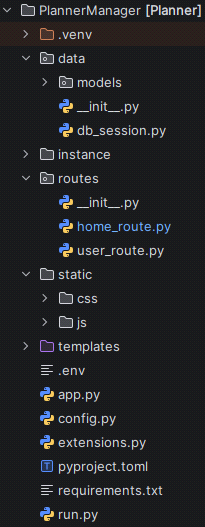 PlannerManager [Planner]
.venv
data
models
__init__.py
db_session.py
instance
routes
__init__.py
home_route.py
user_route.py
static
css
js
templates
.env
app.py
config.py
extensions.py
pyproject.toml
requirements.txt
run.py